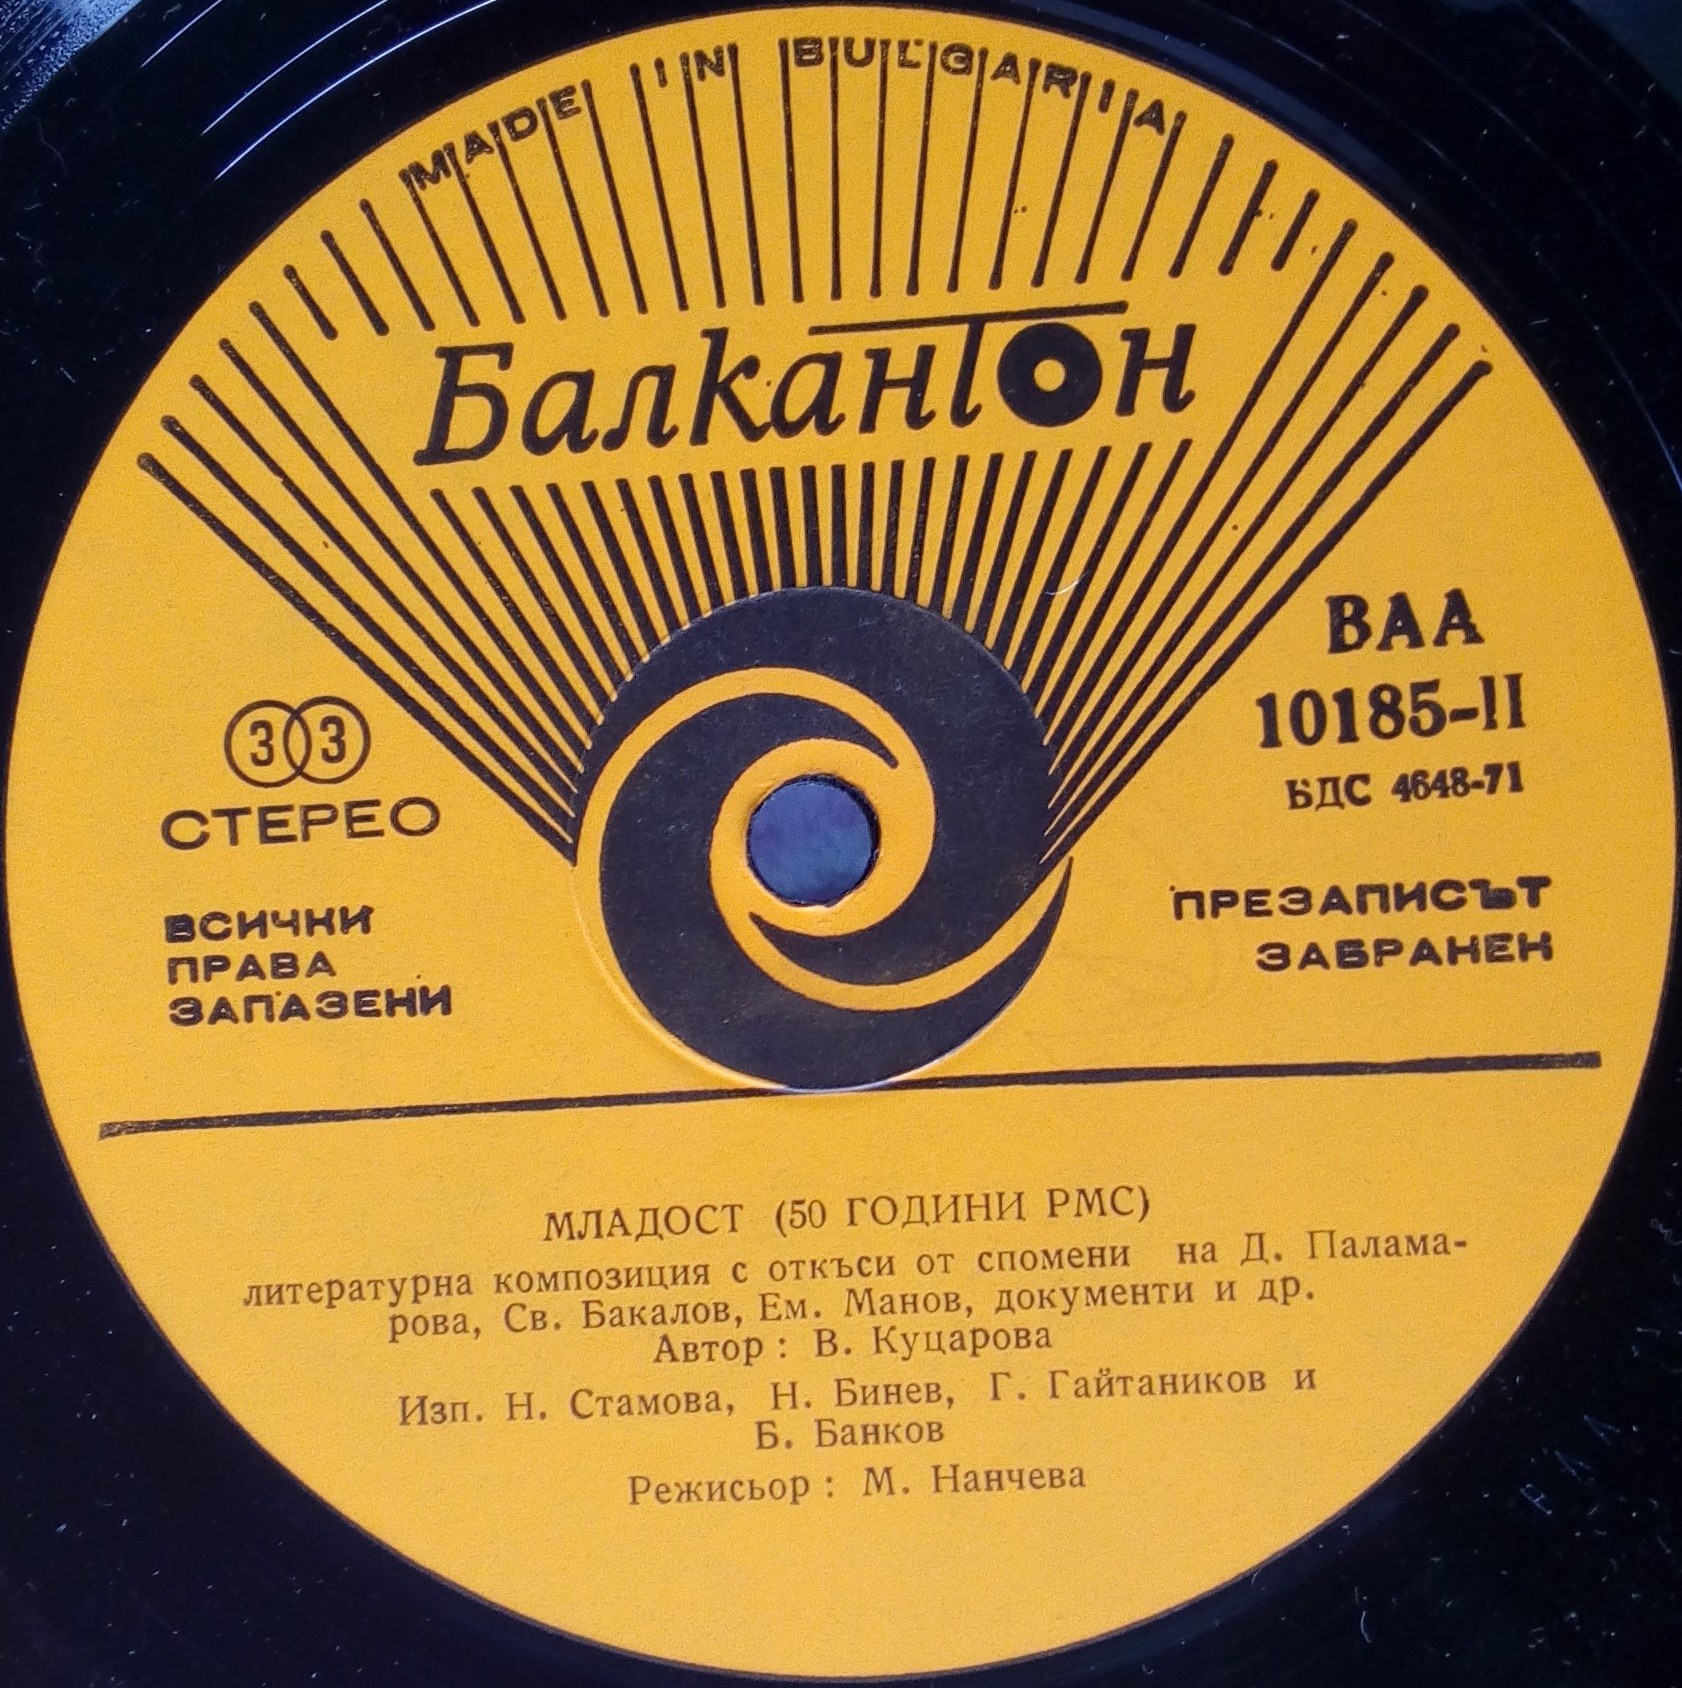 MADE IN BULGARIA
Балкантон
33
СТЕРЕО
ВСИЧКИ
ПРАВА
ЗАПАЗЕНИ
ВАА
10185-II
БДС 4648-71
ПРЕЗАПИСЪТ
ЗАБРАНЕН
МЛАДОСТ (50 ГОДИНИ РМС)
литературна композиция с откъси от спомени на Д. Палама-
рова, Св. Бакалов, Ем. Манов, документи и др.
Автор : В. Куцарова
Изп. Н. Стамова, Н. Бинев, Г. Гайтаников и
Б. Банков
Режисьор : М. Нанчева